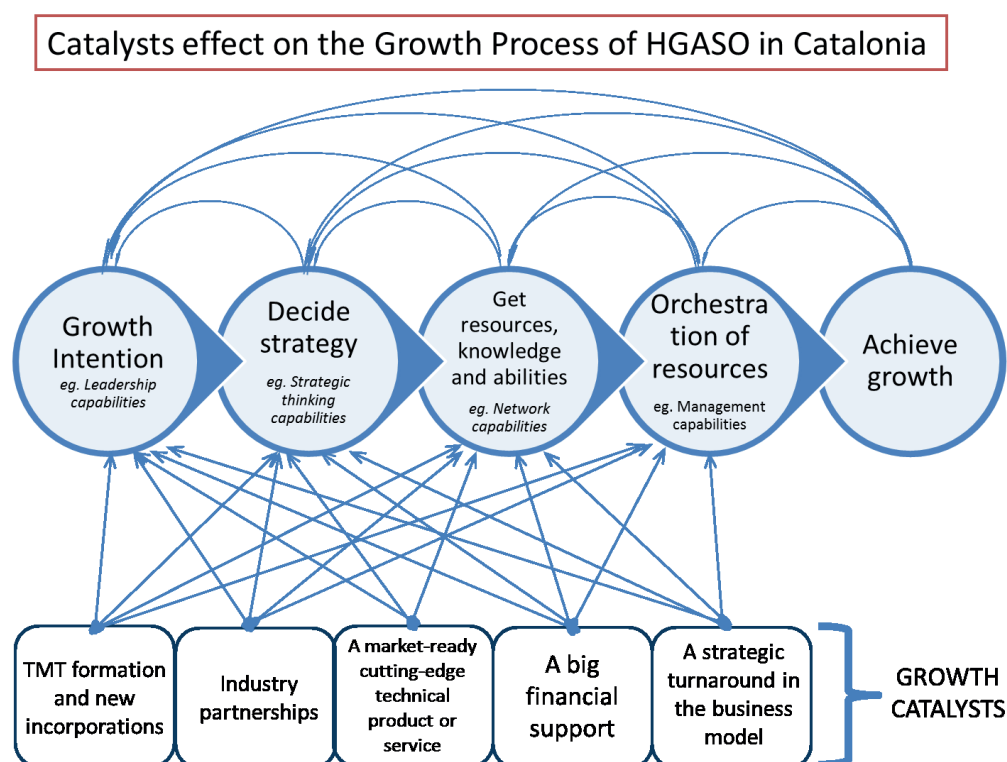 Catalysts effect on the Growth Process of HGASO in Catalonia
Growth
Intention
eg. Leadership
capabilities
Decide
strategy
eg. Strategic
thinking
capabilities
Get
resources,
knowledge
and abilities
eg. Network
capabilities
Orchestra
tion of
resources
eg. Management
capabilities
Achieve
growth
TMT formation
and new
incorporations
Industry
partnerships
A market-ready
cutting-edge
technical
product or
service
A big
financial
support
A strategic
turnaround in
the business
model
GROWTH
CATALYSTS